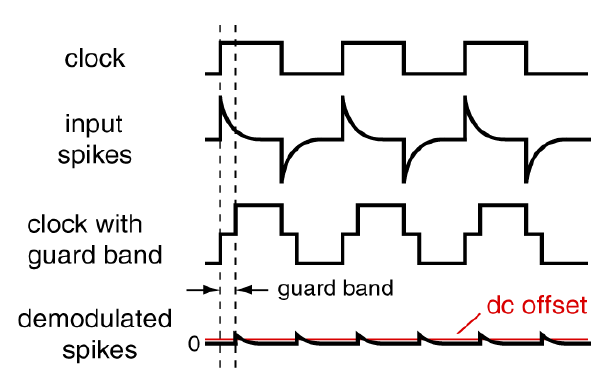 clock
input
spikes
clock with
guard band
guard band
dc offset
demodulated
spikes
0